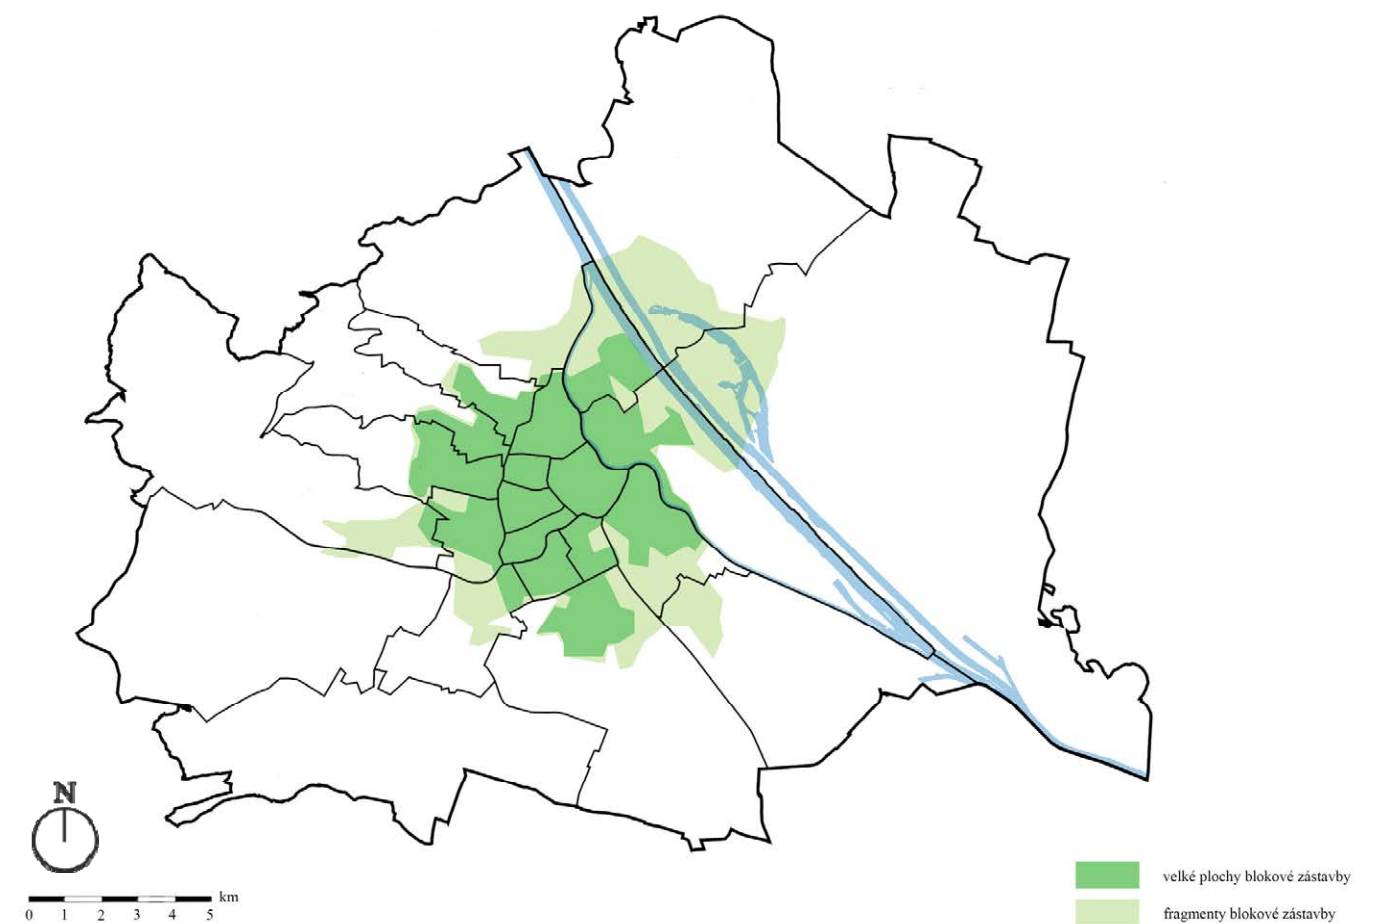 N
km
0 1 2 3 4 5
velké plochy blokové zástavby
fragmenty blokové zástavby